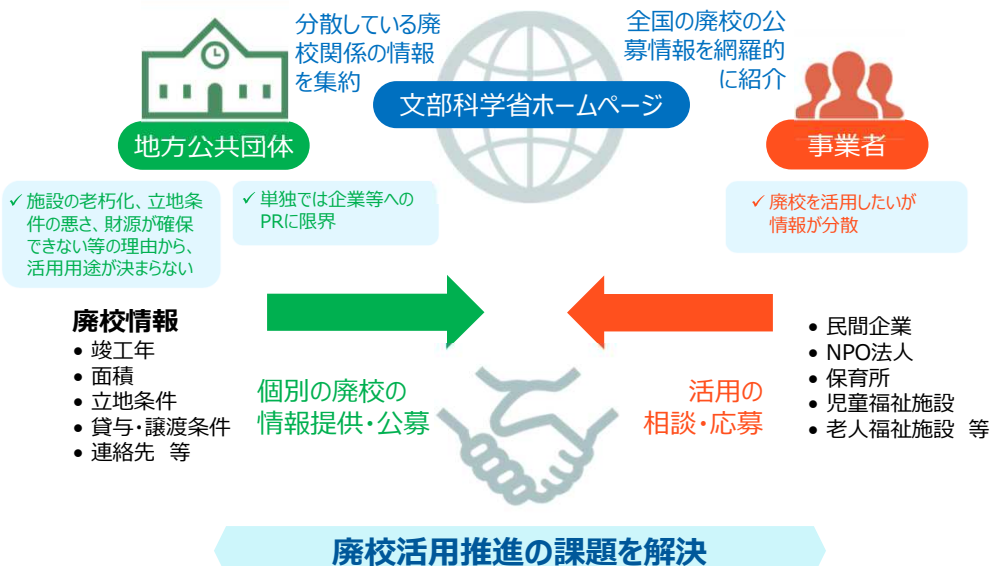 分散している廃
校関係の情報
を集約
全国の廃校の公
募情報を網羅的
に紹介
文部科学省ホームページ
地方公共団体
事業者
✓ 施設の老朽化、立地条
件の悪さ、財源が確保
できない等の理由から、
活用用途が決まらない
✓ 単独では企業等への
PRに限界
✓ 廃校を活用したいが
情報が分散
廃校情報
• 竣工年
• 面積
• 立地条件
• 貸与・譲渡条件
• 連絡先 等
個別の廃校の
情報提供・公募
活用の
相談・応募
• 民間企業
• NPO法人
• 保育所
• 児童福祉施設
• 老人福祉施設 等
廃校活用推進の課題を解決